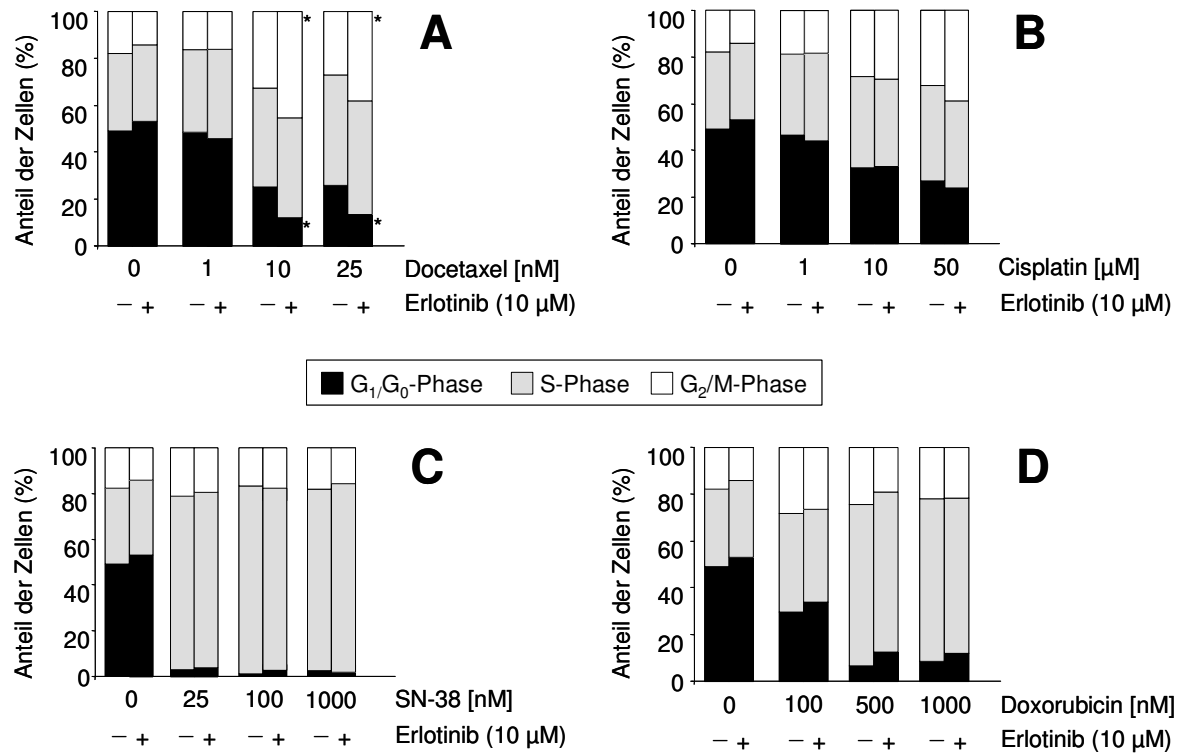 A
Anteil der Zellen (%)
100
80
60
40
20
0
*
*
*
*
0 1 10 25 Docetaxel [nM]
– + – + – + – + Erlotinib (10 µM)
B
Anteil der Zellen (%)
100
80
60
40
20
0
0 1 10 50 Cisplatin [µM]
– + – + – + – + Erlotinib (10 µM)
G1/G0-Phase S-Phase G2/M-Phase
C
Anteil der Zellen (%)
100
80
60
40
20
0
0 25 100 1000 SN-38 [nM]
– + – + – + – + Erlotinib (10 µM)
D
Anteil der Zellen (%)
100
80
60
40
20
0
0 100 500 1000 Doxorubicin [nM]
– + – + – + – + Erlotinib (10 µM)